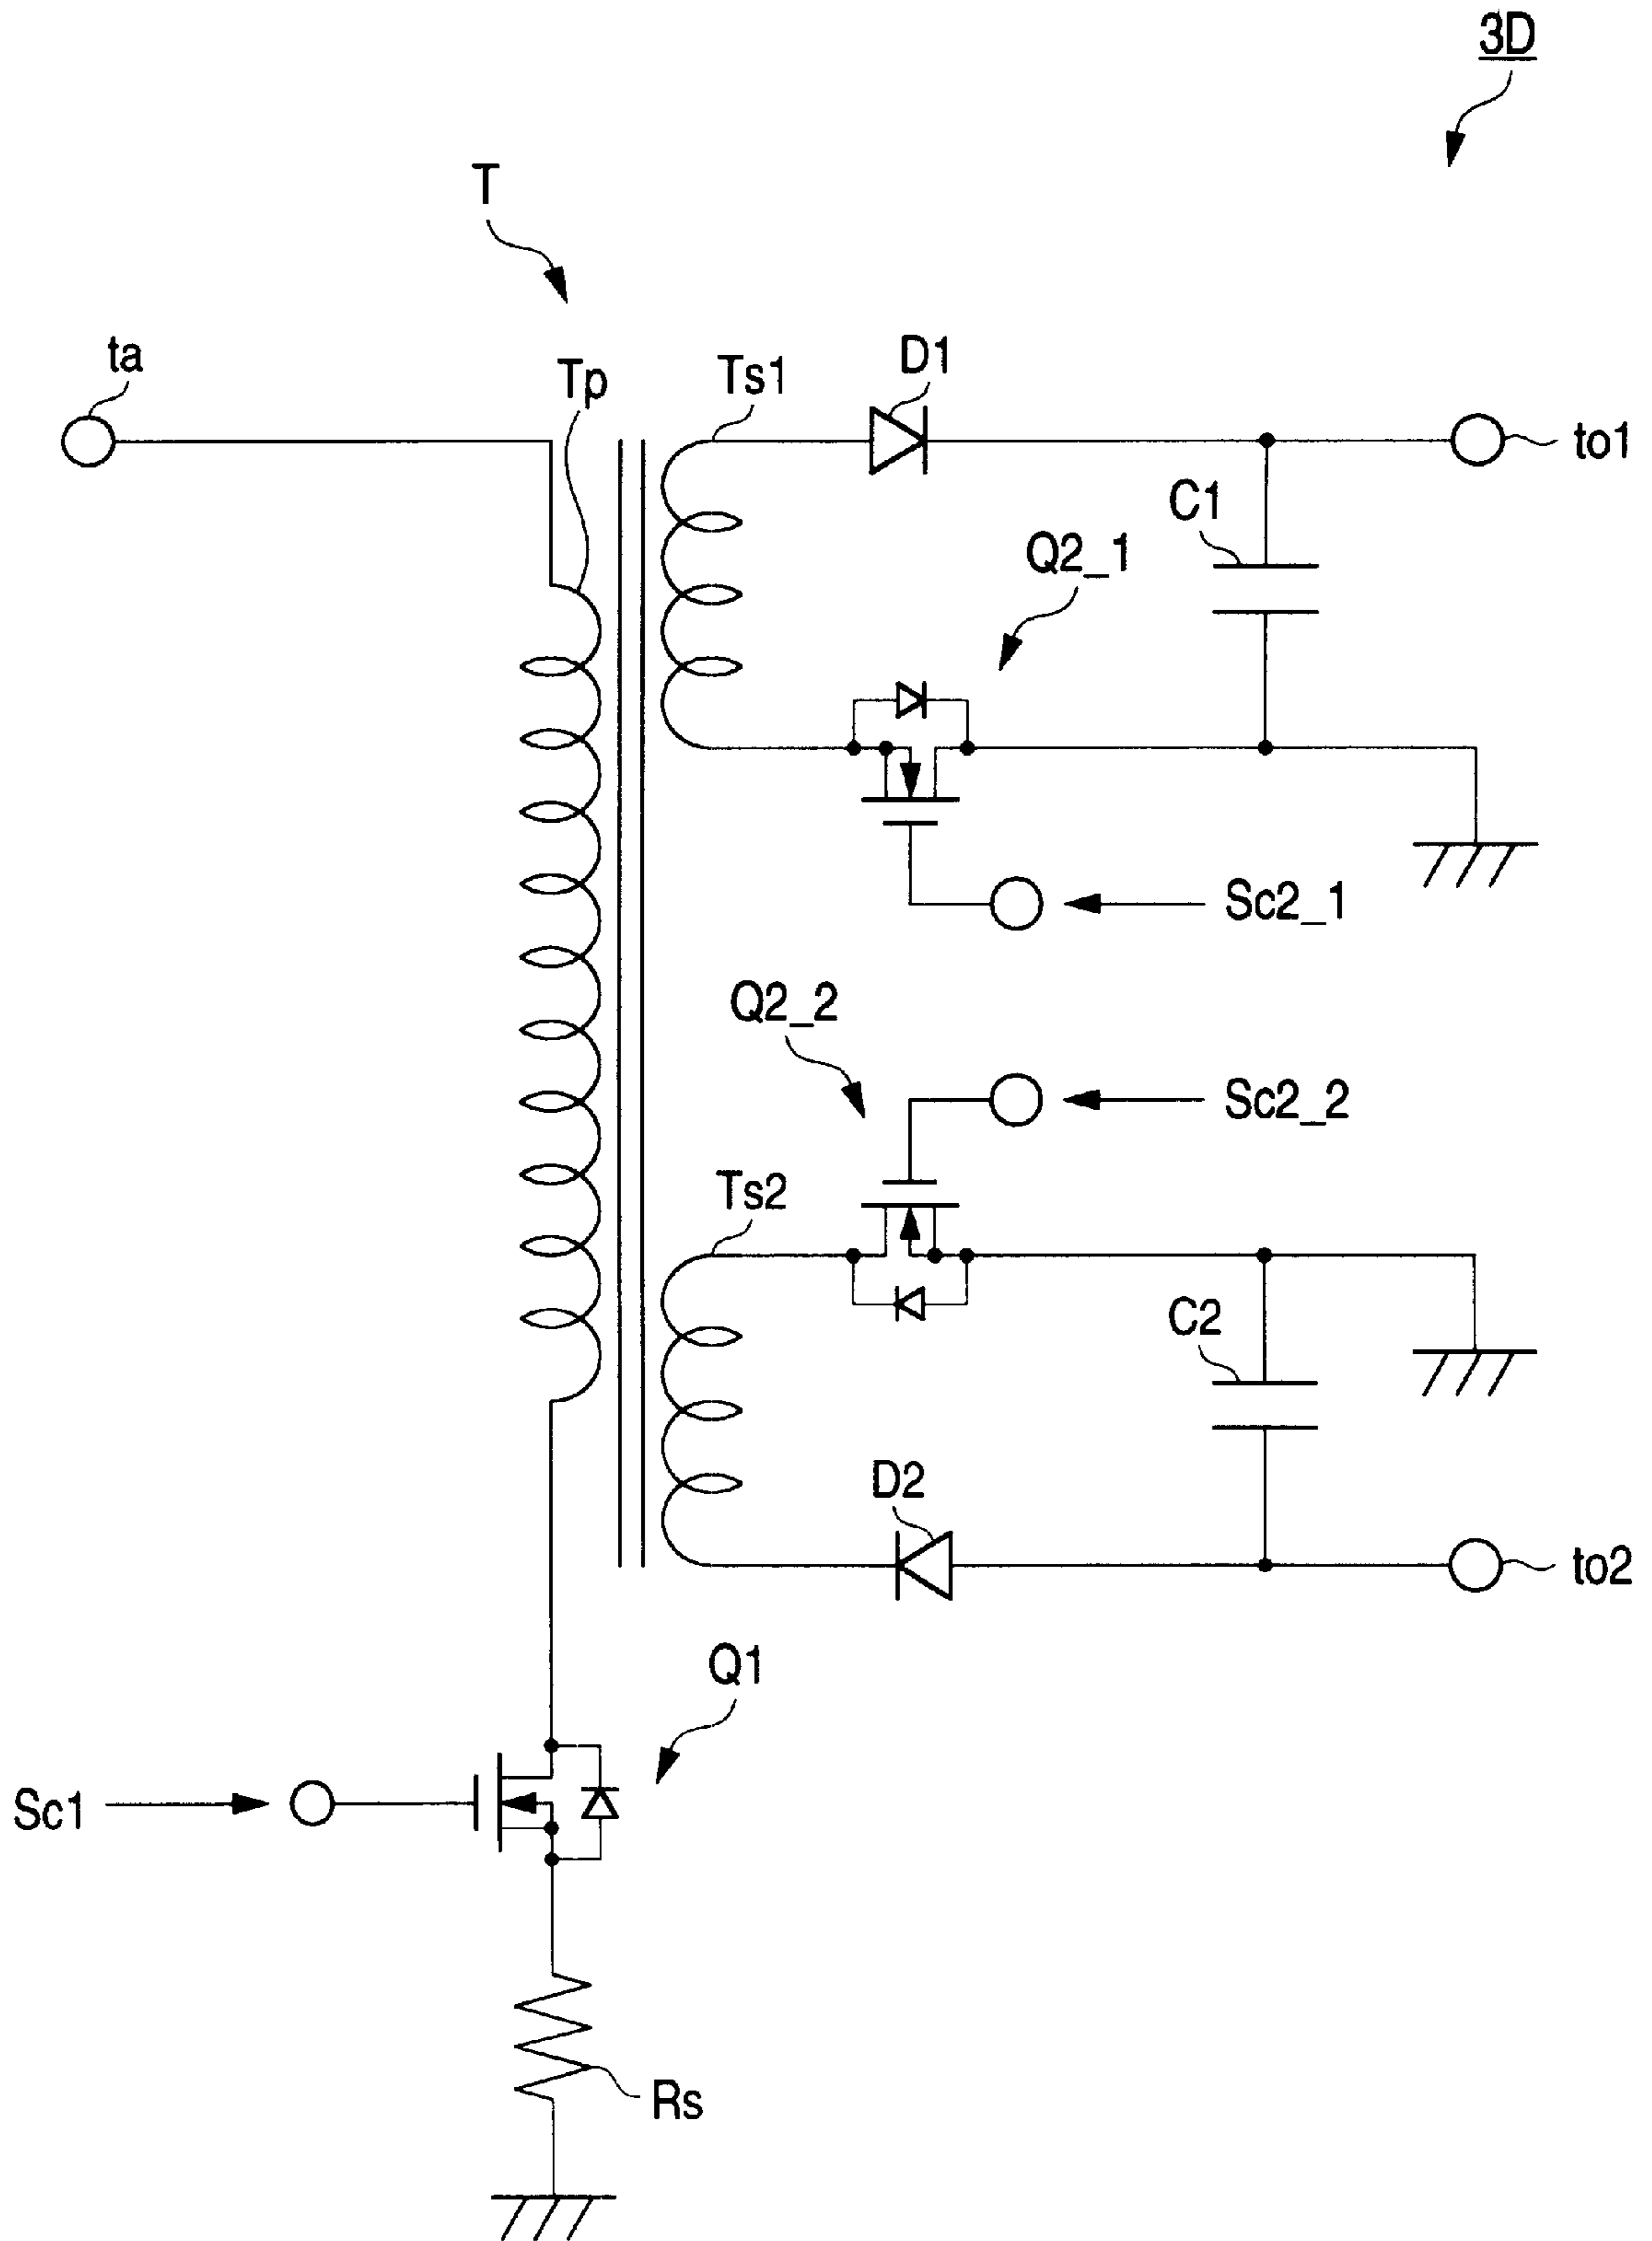 3D
T
ta
Tp
Ts1
D1
to1
C1
Q2_1
Sc2_1
Q2_2
Sc2_2
Ts2
C2
D2
to2
Q1
Sc1
Rs